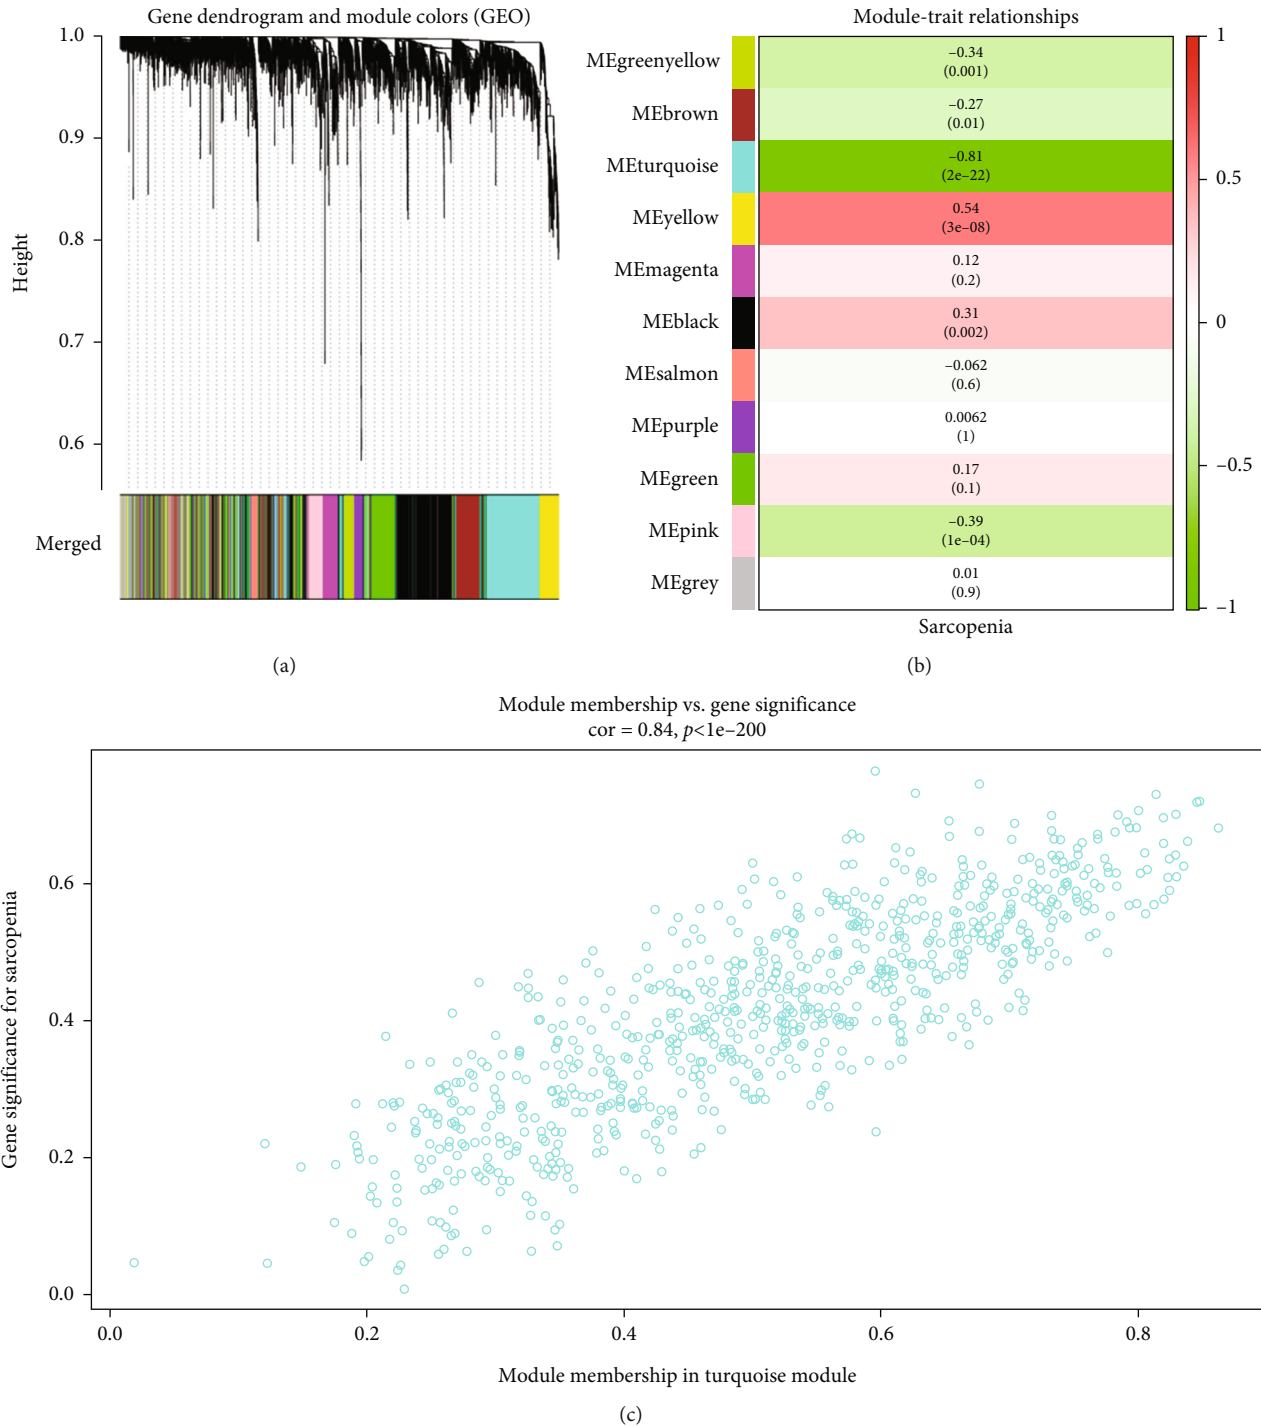 Gene dendrogram and module colors (GEO)
Height
1.0
0.9
0.8
0.7
0.6
Merged
(a)
Module-trait relationships
MEgreenyellow
−0.34
(0.001)
MEbrown
−0.27
(0.01)
MEturquoise
−0.81
(2e−22)
MEyellow
0.54
(3e−08)
MEmagenta
0.12
(0.2)
MEblack
0.31
(0.002)
MEsalmon
−0.062
(0.6)
MEpurple
0.0062
(1)
MEgreen
0.17
(0.1)
MEpink
−0.39
(1e−04)
MEgrey
0.01
(0.9)
Sarcopenia
1
0.5
0
−0.5
−1
(b)
Module membership vs. gene significance
cor = 0.84, p<1e−200
Gene significance for sarcopenia
0.6
0.4
0.2
0.0
0.0
0.2
0.4
0.6
0.8
Module membership in turquoise module
(c)